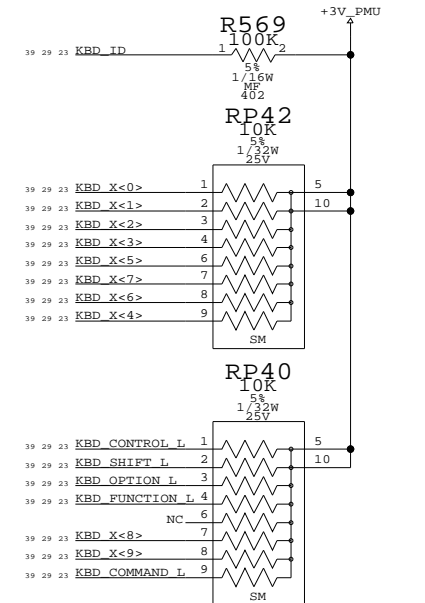 +3V_PMU
R569
100K
39 29 23 KBD_ID 1 2
5%
1/16W
MF
402
RP42
10K
5%
1/32W
25V
39 29 23 KBD_X<0> 1 5
39 29 23 KBD_X<1> 2 10
39 29 23 KBD_X<2> 3
39 29 23 KBD_X<3> 4
39 29 23 KBD_X<5> 6
39 29 23 KBD_X<7> 7
39 29 23 KBD_X<6> 8
39 29 23 KBD_X<4> 9
SM
RP40
10K
5%
1/32W
25V
39 29 23 KBD_CONTROL_L 1 5
39 29 23 KBD_SHIFT_L 2 10
39 29 23 KBD_OPTION_L 3
39 29 23 KBD_FUNCTION_L 4
NC 6
39 29 23 KBD_X<8> 7
39 29 23 KBD_X<9> 8
39 29 23 KBD_COMMAND_L 9
SM